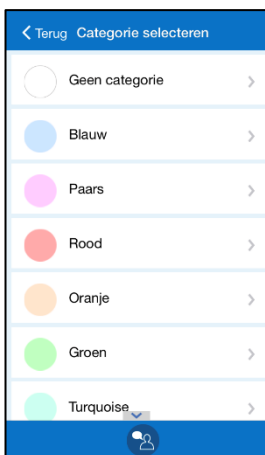 Terug Categorie selecteren
Geen categorie
Blauw
Paars
Rood
Oranje
Groen
Turquoise